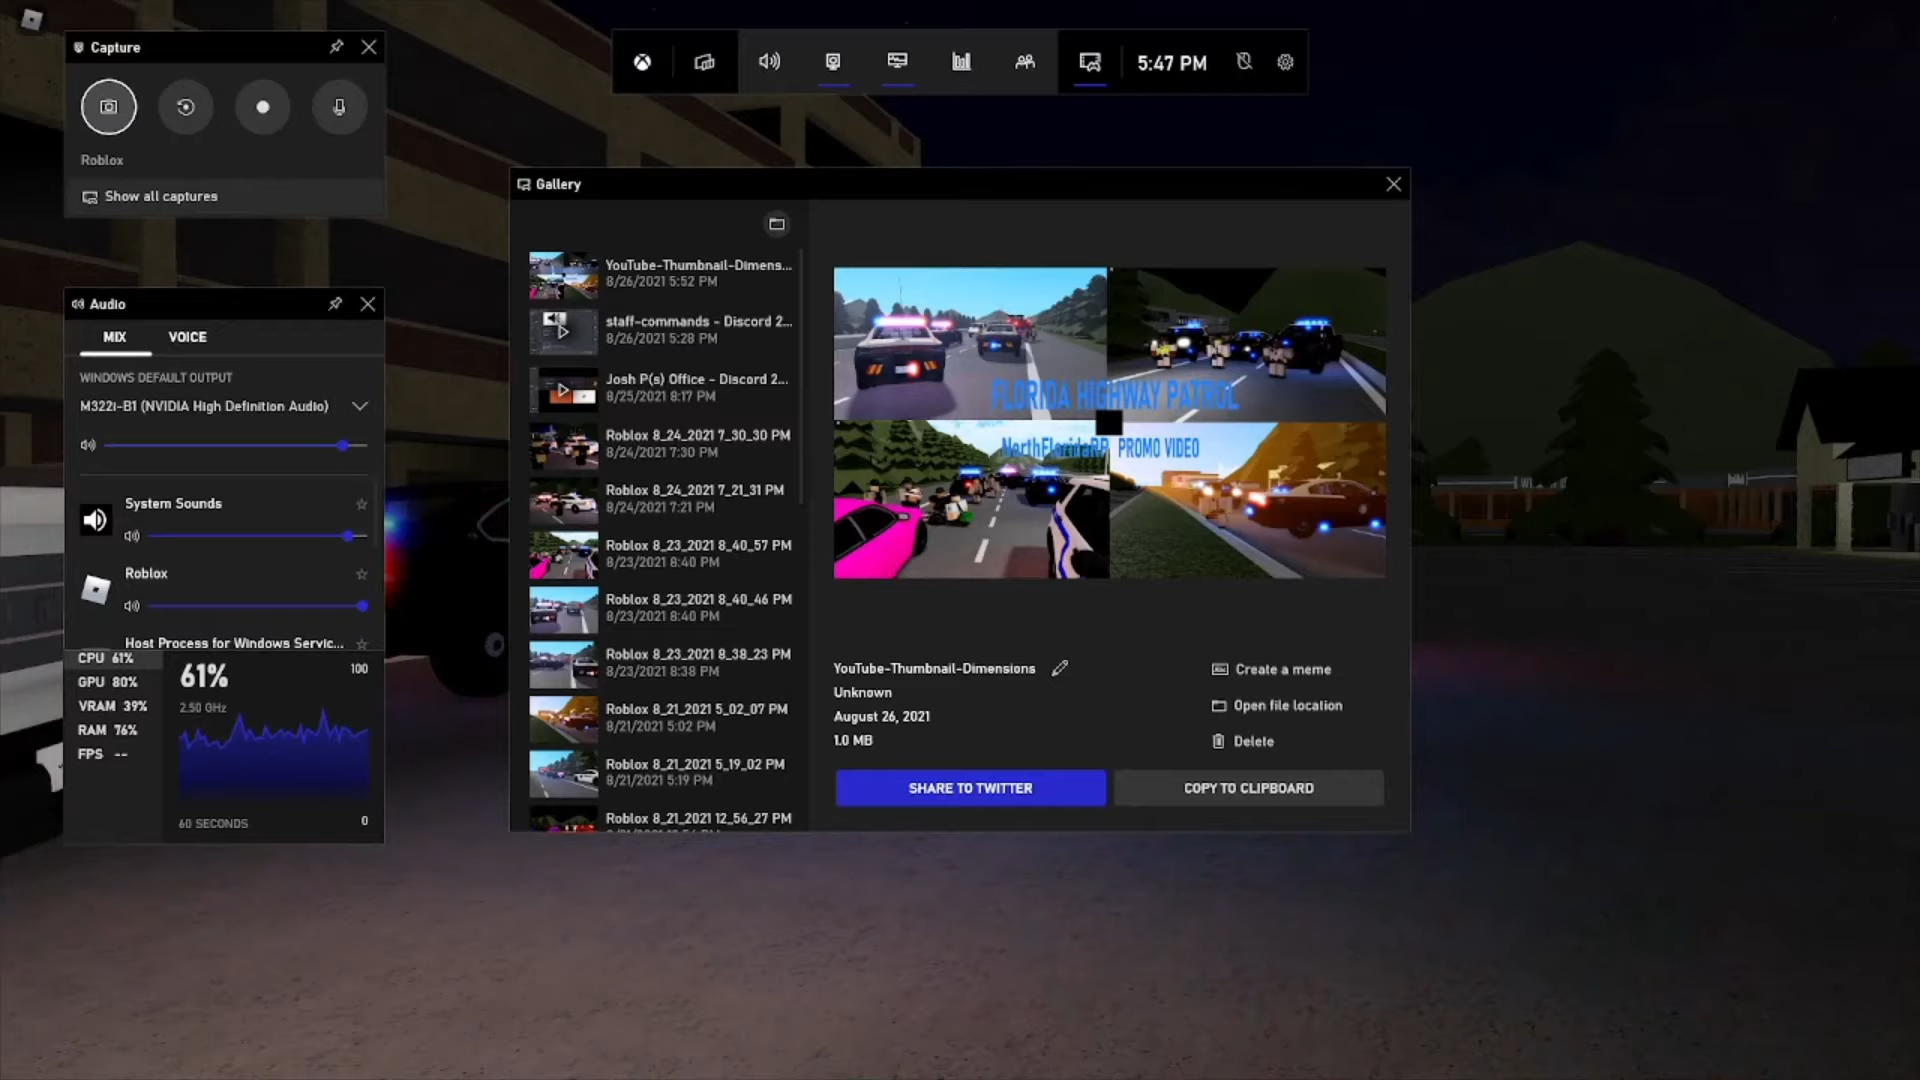 Capture
Roblox
Show all captures
5:47 PM
Audio
MIX
VOICE
WINDOWS DEFAULT OUTPUT
M322i-B1 (NVIDIA High Definition Audio)
System Sounds
Roblox
Host Process for Windows Servic...
CPU 61%
GPU 80%
VRAM 39%
RAM 76%
FPS --
61%
100
2.50 GHz
60 SECONDS
0
Gallery
YouTube-Thumbnail-Dimens...
8/26/2021 5:52 PM
staff-commands - Discord 2...
8/26/2021 5:28 PM
Josh P(s) Office - Discord 2...
8/25/2021 8:17 PM
Roblox 8_24_2021 7_30_30 PM
8/24/2021 7:30 PM
Roblox 8_24_2021 7_21_31 PM
8/24/2021 7:21 PM
Roblox 8_23_2021 8_40_57 PM
8/23/2021 8:40 PM
Roblox 8_23_2021 8_40_46 PM
8/23/2021 8:40 PM
Roblox 8_23_2021 8_38_23 PM
8/23/2021 8:38 PM
Roblox 8_21_2021 5_02_07 PM
8/21/2021 5:02 PM
Roblox 8_21_2021 5_19_02 PM
8/21/2021 5:19 PM
Roblox 8_21_2021 12_56_27 PM
FLORIDA HIGHWAY PATROL
NorthFloridaRP PROMO VIDEO
YouTube-Thumbnail-Dimensions
Unknown
August 26, 2021
1.0 MB
Create a meme
Open file location
Delete
SHARE TO TWITTER
COPY TO CLIPBOARD